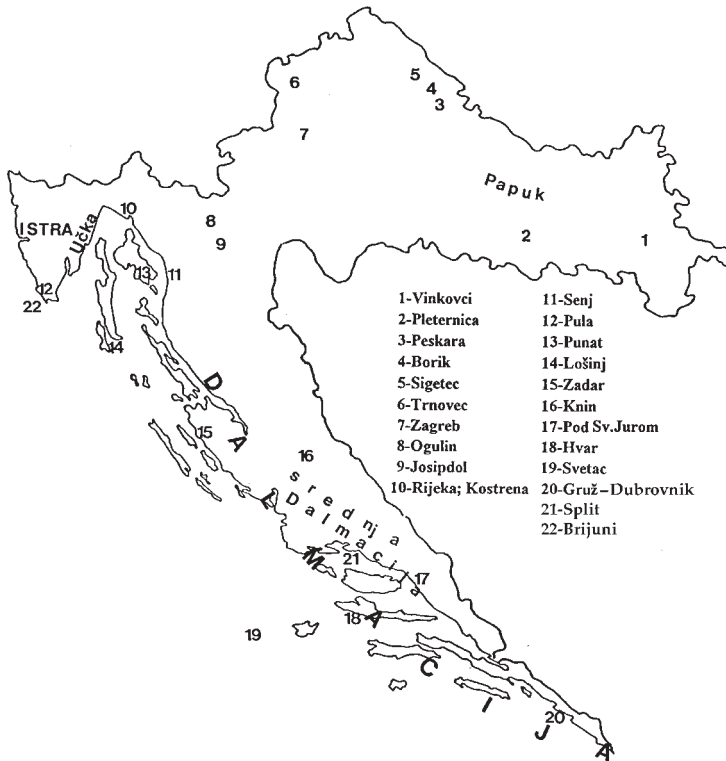 6
5
4
3
7
Papuk
10
ISTRA
Učka
8
9
2
1
13
11
12
22
14
D
A
L
M
A
C
I
J
A
15
16
srednja
Dalmacija
21
17
18
19
20
1-Vinkovci
2-Pleternica
3-Peskara
4-Borik
5-Sigetec
6-Trnovec
7-Zagreb
8-Ogulin
9-Josipdol
10-Rijeka; Kostrena
11-Senj
12-Pula
13-Punat
14-Lošinj
15-Zadar
16-Knin
17-Pod Sv.Jurom
18-Hvar
19-Svetac
20-Gruž–Dubrovnik
21-Split
22-Brijuni